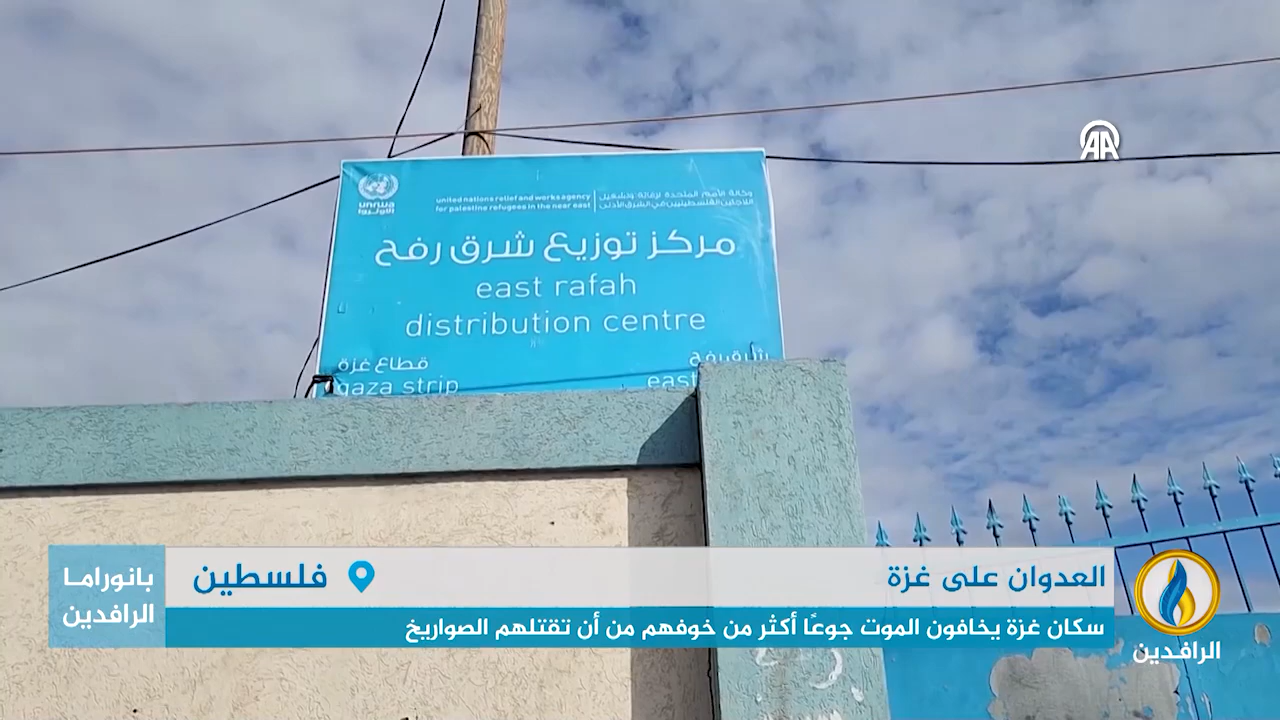 AA
unrwa
الأونروا
united nations relief and works agency
for palestine refugees in the near east
وكالة الأمم المتحدة لإغاثة وتشغيل
اللاجئين الفلسطينيين في الشرق الأدنى
مركز توزيع شرق رفح
east rafah
distribution centre
قطاع غزة
gaza strip
شرق رفح
east
العدوان على غزة
فلسطين
سكان غزة يخافون الموت جوعًا أكثر من خوفهم من أن تقتلهم الصواريخ
بانوراما
الرافدين
الرافدين